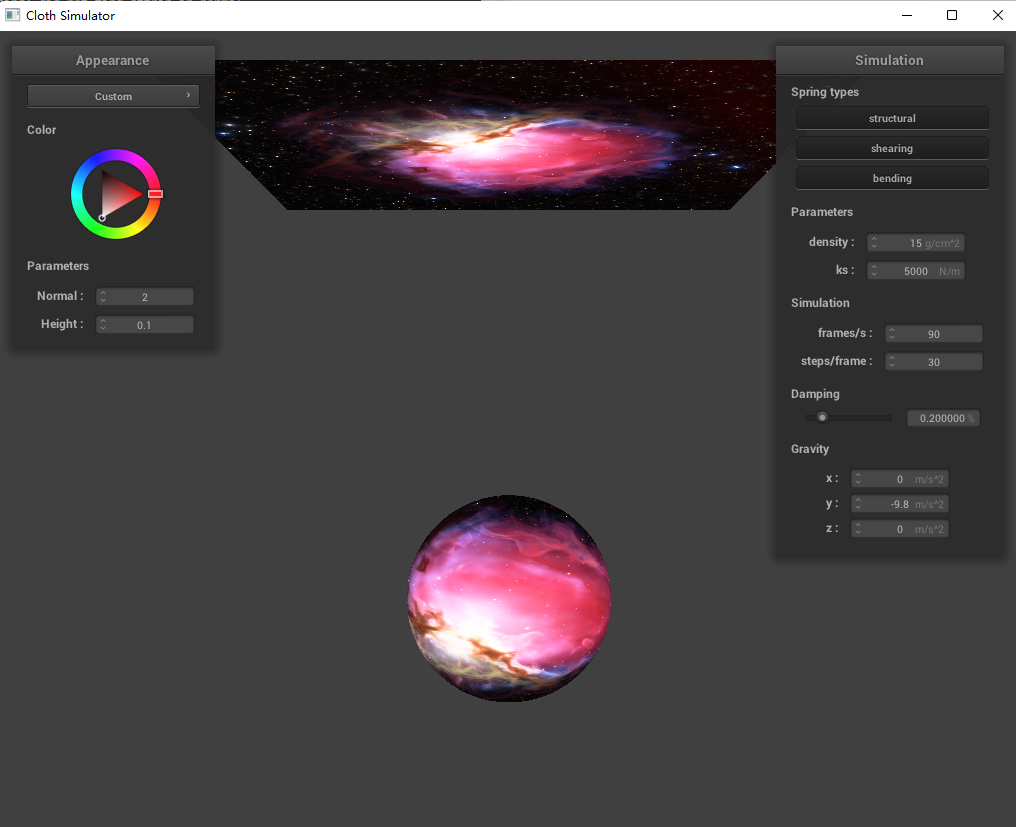 Cloth Simulator
Appearance
Custom ›
Color
Parameters
Normal : 2
Height : 0.1
Simulation
Spring types
structural
shearing
bending
Parameters
density : 15 g/cm^2
ks : 5000 N/m
Simulation
frames/s : 90
steps/frame : 30
Damping
0.200000 %
Gravity
x : 0 m/s^2
y : -9.8 m/s^2
z : 0 m/s^2